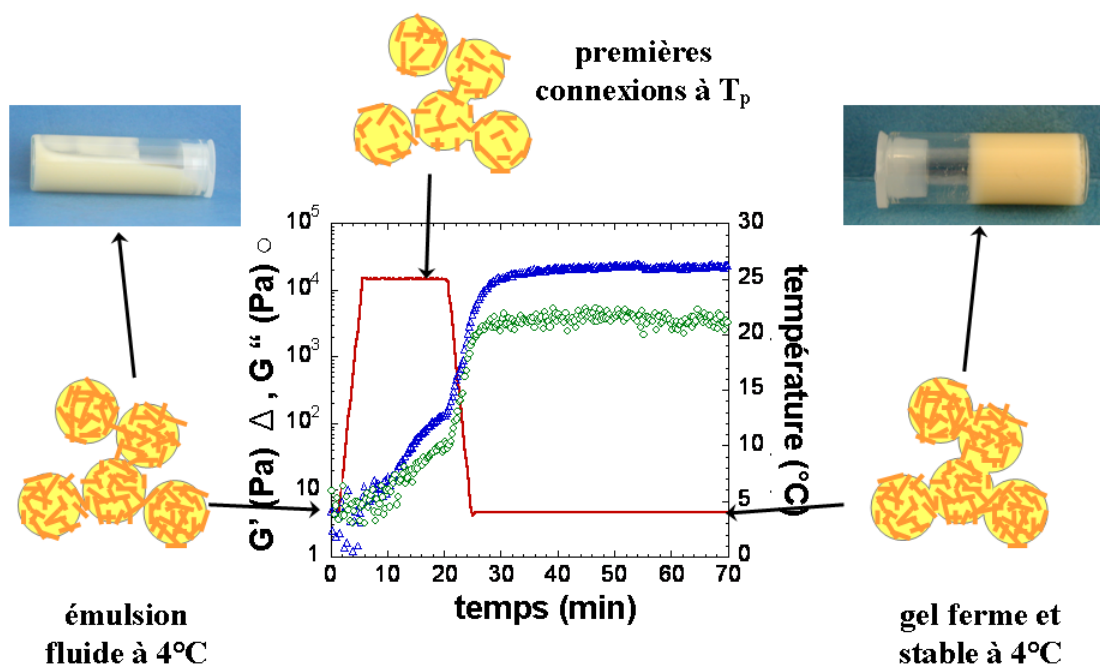 premières
connexions à Tp
10⁵
10⁴
10³
10²
10
1
G' (Pa) △ , G “ (Pa) ○
30
25
20
15
10
5
0
température (°C)
0 10 20 30 40 50 60 70
temps (min)
émulsion
fluide à 4°C
gel ferme et
stable à 4°C